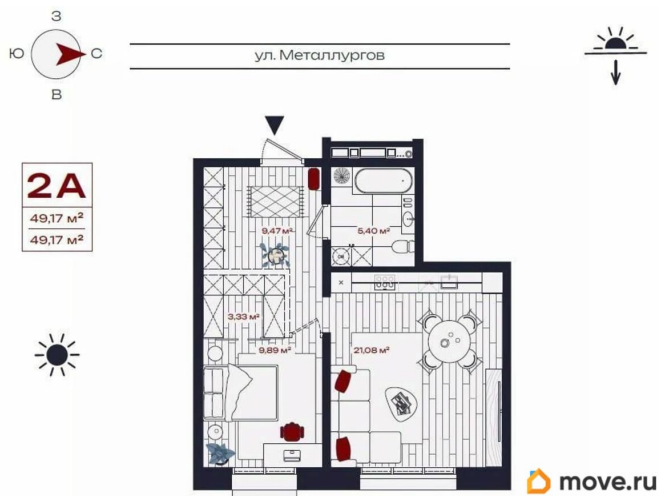 З
Ю
С
В
ул. Металлургов
2А
49,17 м²
49,17 м²
9,47 м²
5,40 м²
3,33 м²
9,89 м²
21,08 м²
move.ru